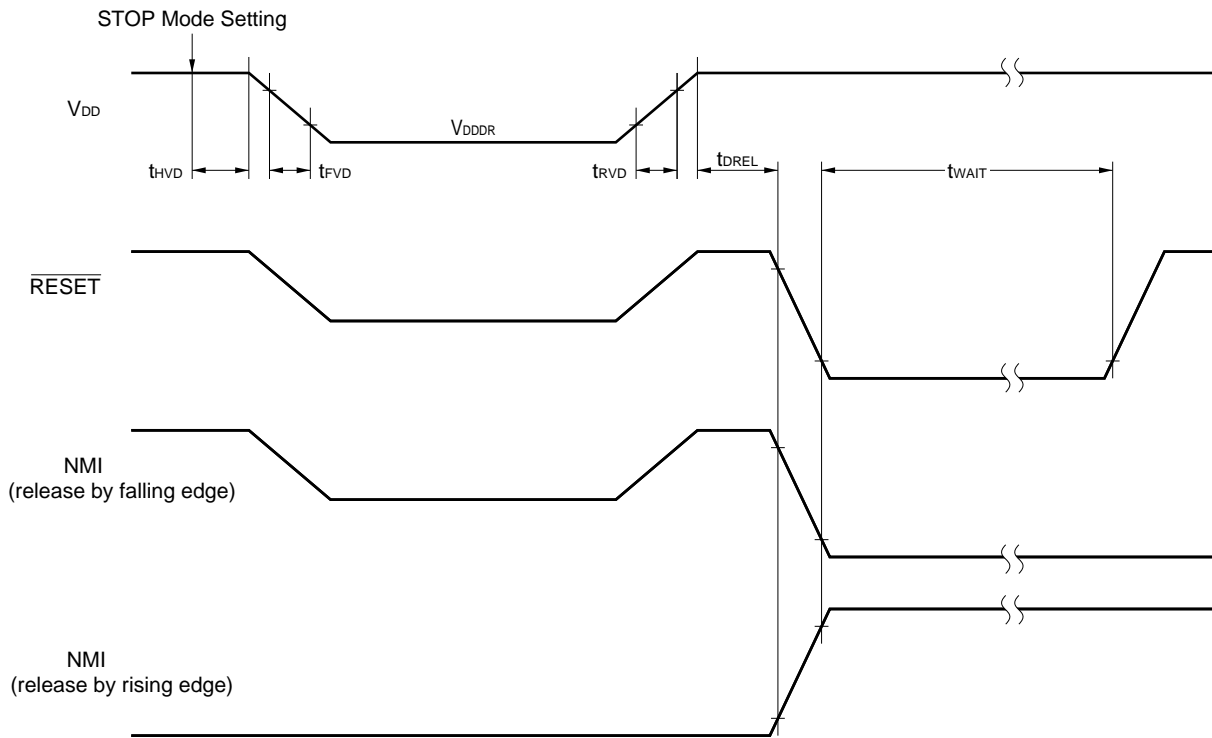 STOP Mode Setting
VDD
VDDDR
tHVD
tFVD
tRVD
tDREL
tWAIT
RESET
NMI
(release by falling edge)
NMI
(release by rising edge)